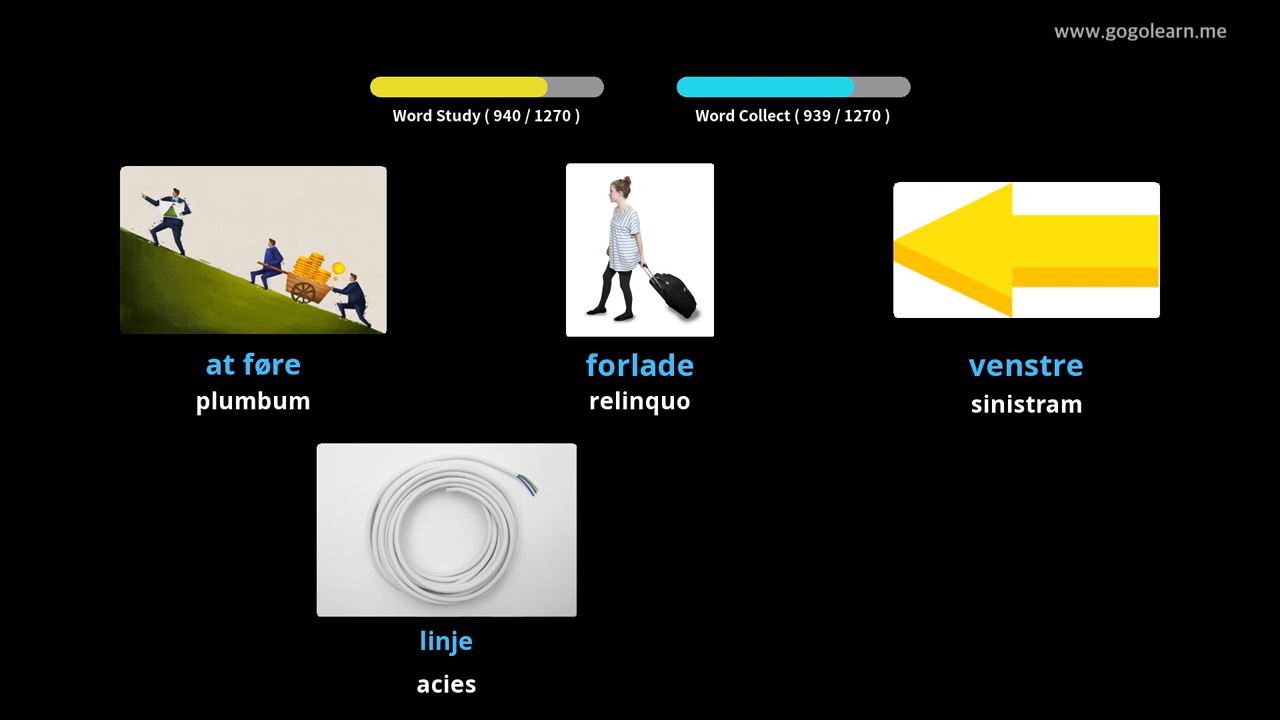 www.gogolearn.me
Word Study ( 940 / 1270 )
Word Collect ( 939 / 1270 )
at føre
plumbum
forlade
relinquo
venstre
sinistram
linje
acies